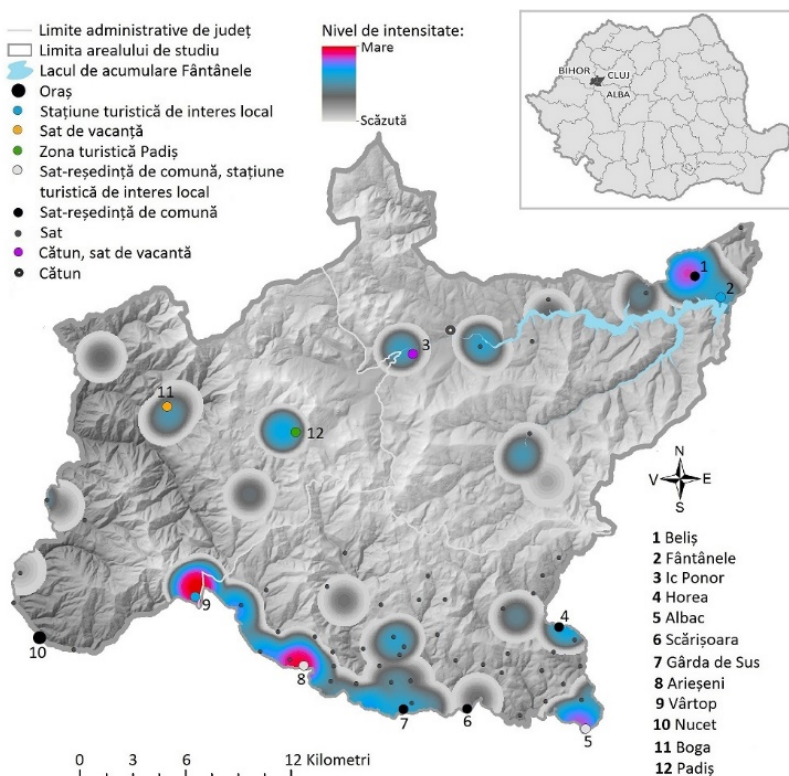 Limite administrative de județ
Limita arealului de studiu
Lacul de acumulare Fântânele
Oraș
Stațiune turistică de interes local
Sat de vacanță
Zona turistică Padiș
Sat-reședință de comună, stațiune
turistică de interes local
Sat-reședință de comună
Sat
Cătun, sat de vacantă
Cătun
Nivel de intensitate:
Mare
Scăzută
BIHOR
CLUJ
ALBA
1
2
3
11
12
4
9
10
8
7
6
5
N
V
E
S
1 Beliș
2 Fântânele
3 Ic Ponor
4 Horea
5 Albac
6 Scărișoara
7 Gârda de Sus
8 Arieșeni
9 Vârtop
10 Nucet
11 Boga
12 Padiș
0 3 6 12 Kilometri